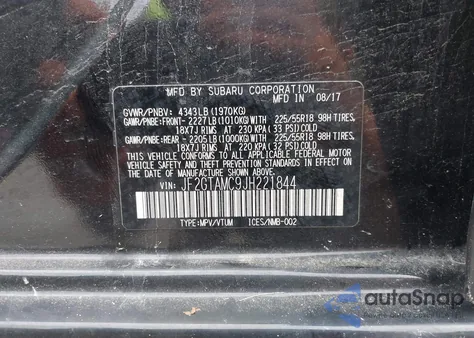 MFD BY SUBARU CORPORATION
MADE IN JAPAN 08/17
GVWR/PNBV: 4343LB(1970KG)
GAWR/PNBE:FRONT- 2227LB(1010KG)WITH 225/55R18 98H TIRES,
18X7J RIMS AT 230 KPA(33 PSI)COLD
GAWR/PNBE:REAR - 2205LB(1000KG)WITH 225/55R18 98H TIRES,
18X7J RIMS AT 220 KPA(32 PSI)COLD
THIS VEHICLE CONFORMS TO ALL APPLICABLE FEDERAL MOTOR
VEHICLE SAFETY AND THEFT PREVENTION STANDARDS IN EFFECT
ON THE DATE OF MANUFACTURE SHOWN ABOVE.
VIN: JF2GTAMC9JH221844
TYPE:MPV/VTUM ICES/NMB-002
autaSnap